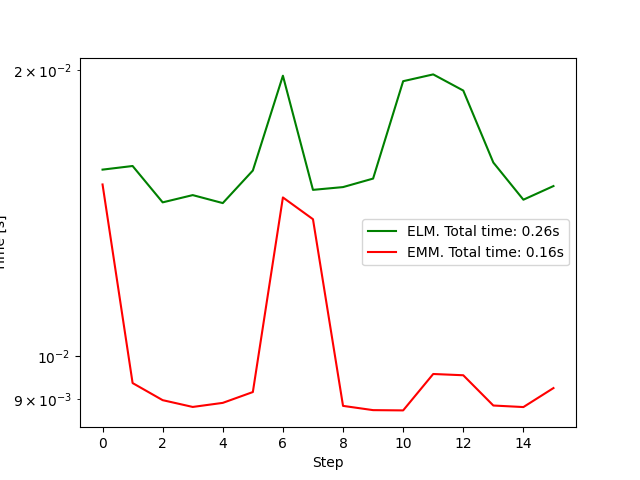 2 × 10⁻²
10⁻²
9 × 10⁻³
Time [s]
ELM. Total time: 0.26s
EMM. Total time: 0.16s
0 2 4 6 8 10 12 14
Step